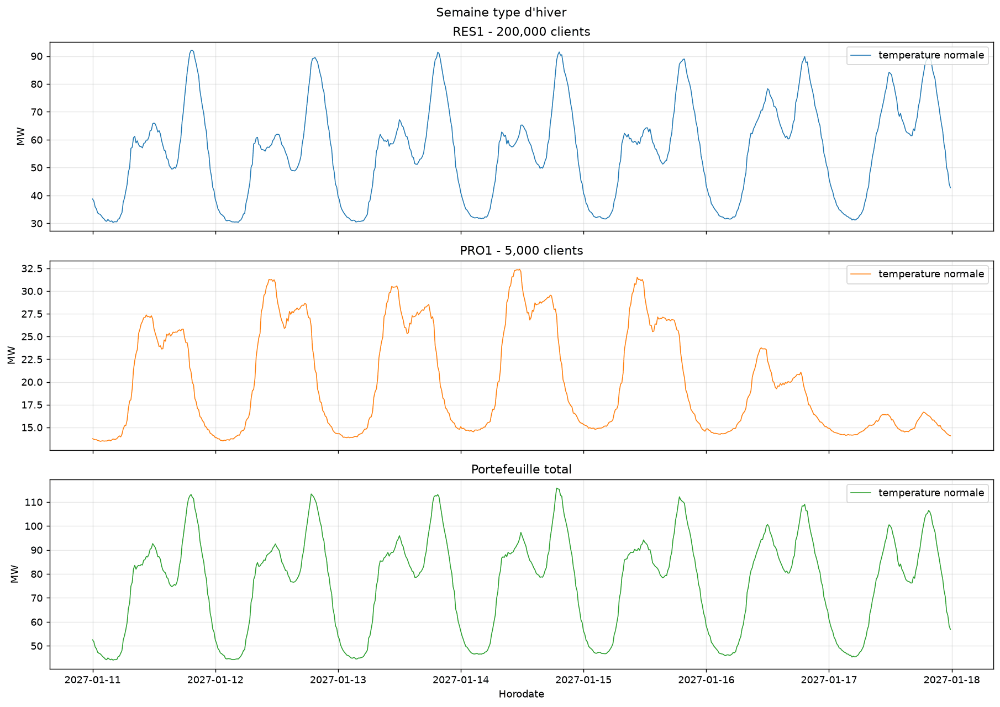 Semaine type d'hiver
RES1 - 200,000 clients
temperature normale
MW
90
80
70
60
50
40
30
PRO1 - 5,000 clients
temperature normale
MW
32.5
30.0
27.5
25.0
22.5
20.0
17.5
15.0
Portefeuille total
temperature normale
MW
110
100
90
80
70
60
50
2027-01-11 2027-01-12 2027-01-13 2027-01-14 2027-01-15 2027-01-16 2027-01-17 2027-01-18
Horodate